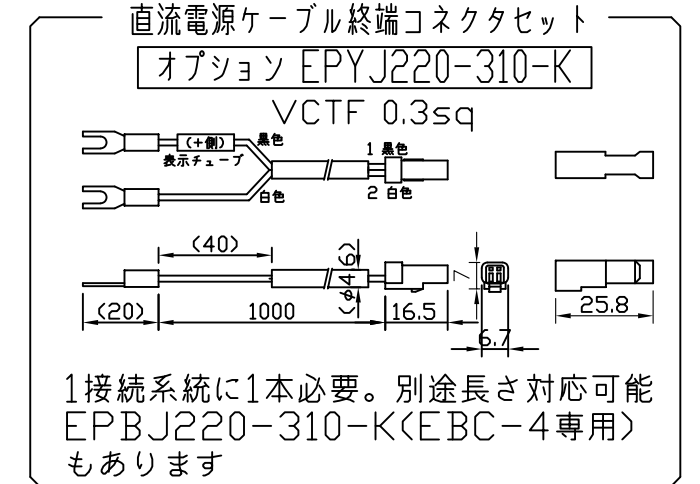 直流電源ケーブル終端コネクタセット
オプション EPYJ220-310-K
VCTF 0.3sq
(+側)
黒色
表示チューブ
白色
1 黒色
2 白色
(40)
(φ4.6)
7
(20)
1000
16.5
6.7
25.8
1接続系統に1本必要。別途長さ対応可能
EPBJ220-310-K(EBC-4専用)
もあります